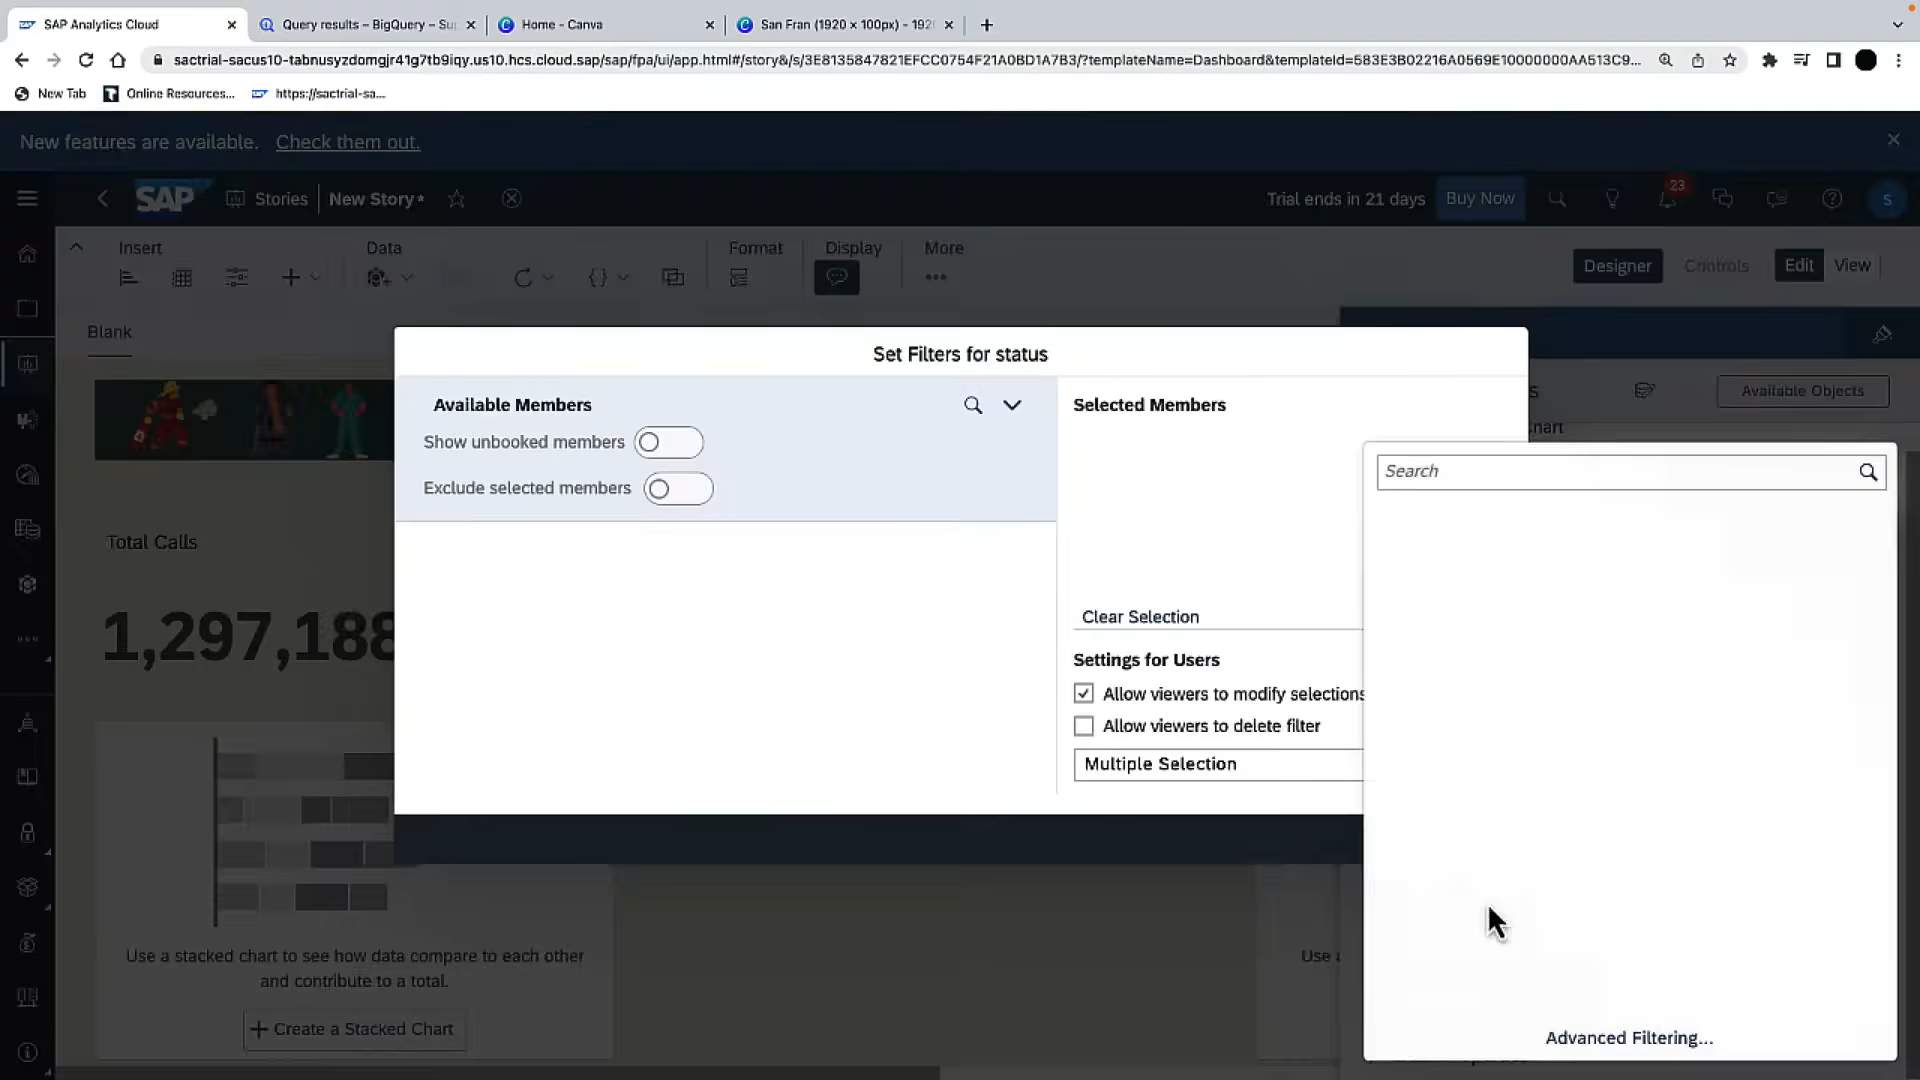 SAP Analytics Cloud
Query results – BigQuery – Su
Home - Canva
San Fran (1920 × 100px) - 192
sactrial-sacus10-tabnusyzdomgjr41g7tb9iqy.us10.hcs.cloud.sap/sap/fpa/ui/app.html#/story&/s/3E8135847821EFCC0754F21A0BD1A7B3/?templateName=Dashboard&templateId=583E3B02216A0569E10000000AA513C9...
New Tab
Online Resources...
https://sactrial-sa...
New features are available. Check them out.
SAP
Stories
New Story*
Trial ends in 21 days
Buy Now
23
S
Insert
Data
Format
Display
More
Designer
Controls
Edit
View
Blank
Set Filters for status
Available Members
Show unbooked members
Exclude selected members
Selected Members
Available Objects
Search
Total Calls
1,297,188
Clear Selection
Settings for Users
Allow viewers to modify selections
Allow viewers to delete filter
Multiple Selection
Use a stacked chart to see how data compare to each other
and contribute to a total.
Use
Create a Stacked Chart
Advanced Filtering...